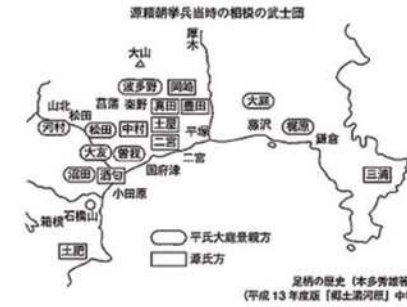 源頼朝挙兵当時の相模の武士団
厚木
大山
波多野 岡崎
大庭
山北 松田 菖蒲 秦野 真田 豊田
河村 松田 中村 土屋 平塚 藤沢 梶原 鎌倉
大友 曽我 二宮 二宮
沼田 酒匂 国府津
三浦
小田原
箱根 石橋山
土肥
平氏大庭景親方
源氏方
足柄の歴史（本多秀雄著
（平成13年度版「郷土湯河原」中